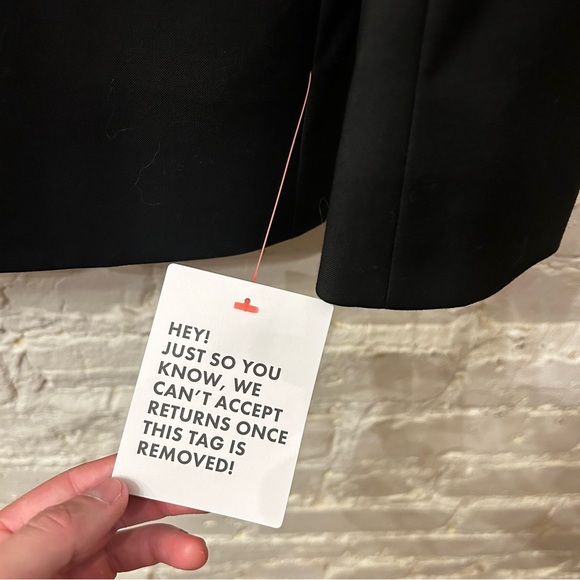 HEY!
JUST SO YOU
KNOW, WE
CAN'T ACCEPT
RETURNS ONCE
THIS TAG IS
REMOVED!